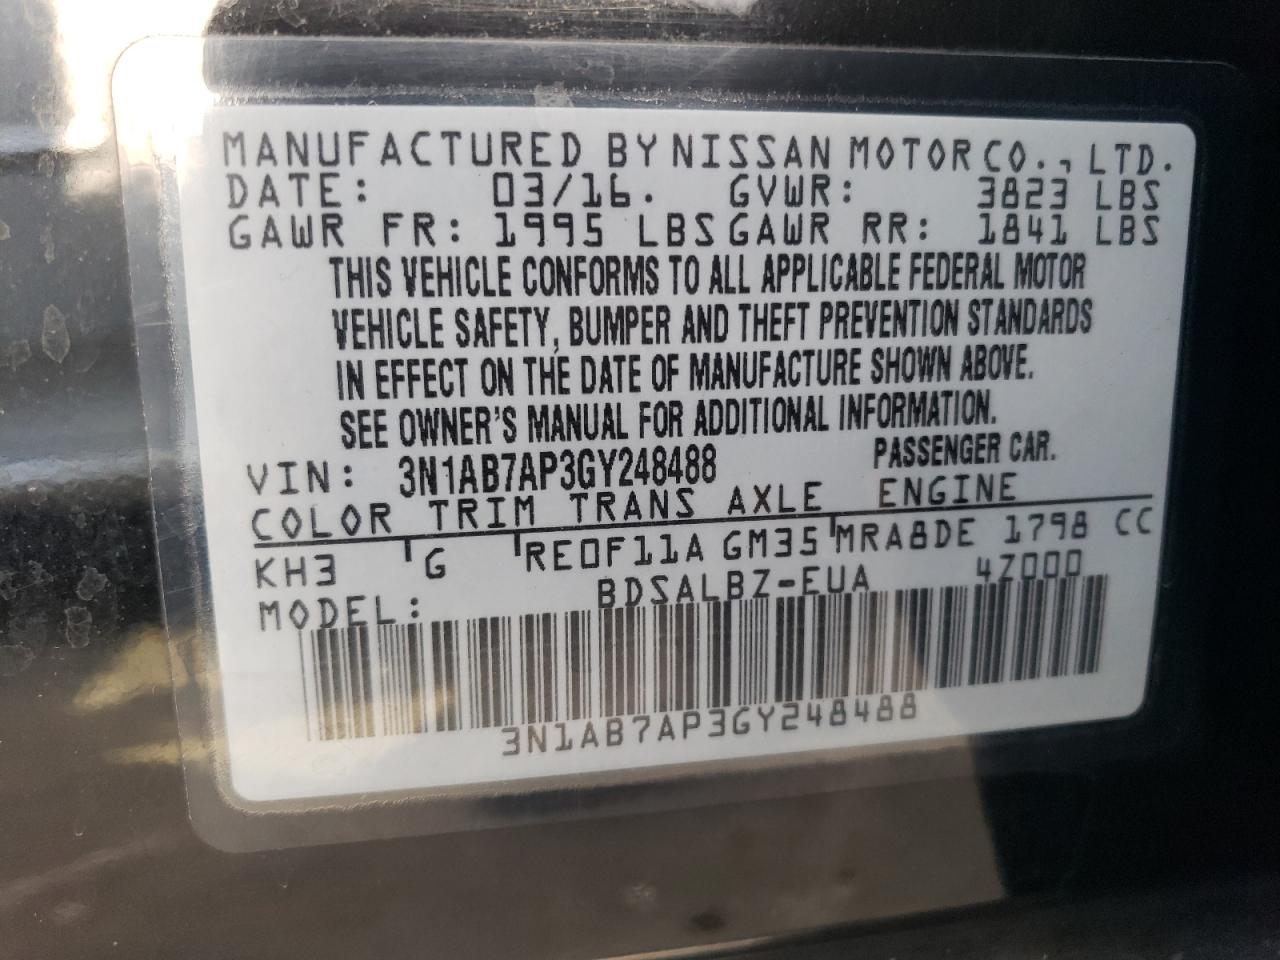 MANUFACTURED BY NISSAN MOTOR CO., LTD.
DATE: 03/16. GVWR: 3823 LBS
GAWR FR: 1995 LBS GAWR RR: 1841 LBS
THIS VEHICLE CONFORMS TO ALL APPLICABLE FEDERAL MOTOR
VEHICLE SAFETY, BUMPER AND THEFT PREVENTION STANDARDS
IN EFFECT ON THE DATE OF MANUFACTURE SHOWN ABOVE.
SEE OWNER'S MANUAL FOR ADDITIONAL INFORMATION.
VIN: 3N1AB7AP3GY248488 PASSENGER CAR.
COLOR TRIM TRANS AXLE ENGINE
KH3 G RE0F11A GM35 MRA8DE 1798 CC
MODEL: BDSALBZ-EUA 4Z000
3N1AB7AP3GY248488